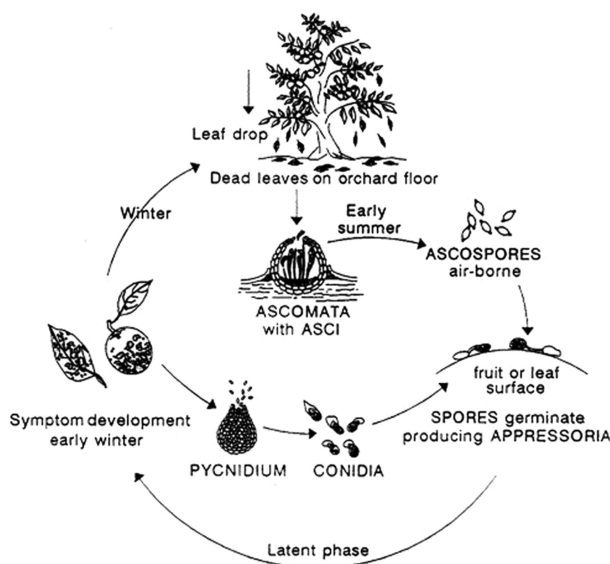 Leaf drop
Dead leaves on orchard floor
Winter
Early
summer
ASCOSPORES
air-borne
ASCOMATA
with ASCI
fruit or leaf
surface
Symptom development
early winter
SPORES germinate
producing APPRESSORIA
PYCNIDIUM
CONIDIA
Latent phase